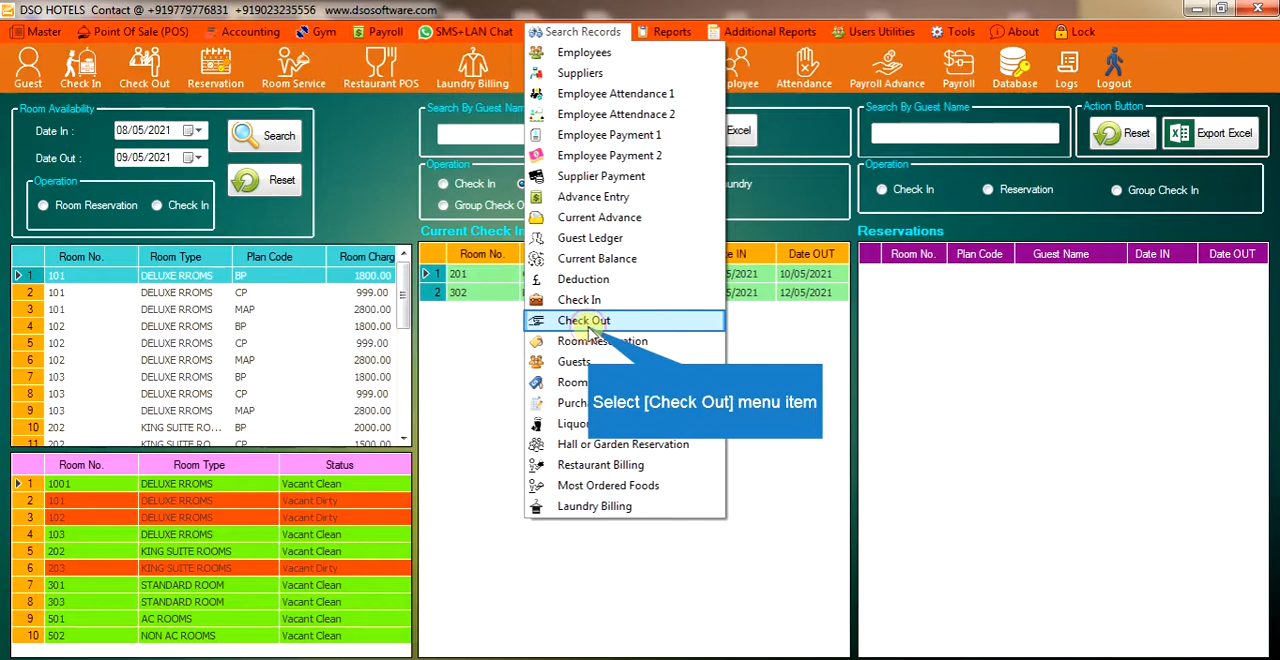 DSO HOTELS Contact @ +919779776831 +919023235556 www.dsosoftware.com
Master Point Of Sale (POS) Accounting Gym Payroll SMS+LAN Chat Search Records Reports Additional Reports Users Utilities Tools About Lock
Guest Check In Check Out Reservation Room Service Restaurant POS Laundry Billing Attendance Payroll Advance Payroll Database Logs Logout
Employees
Suppliers
Employee Attendance 1
Employee Attendnace 2
Employee Payment 1
Employee Payment 2
Supplier Payment
Advance Entry
Current Advance
Guest Ledger
Current Balance
Deduction
Check In
Check Out
Room Reservation
Guests
Room
Hall or Garden Reservation
Restaurant Billing
Most Ordered Foods
Laundry Billing
Select [Check Out] menu item
Room Availability
Date In : 08/05/2021 Search
Date Out : 09/05/2021 Reset
Operation
Room Reservation Check In
Room No. Room Type Plan Code Room Charg
1 101 DELUXE RROMS BP 1800.00
2 101 DELUXE RROMS CP 999.00
3 101 DELUXE RROMS MAP 2800.00
4 102 DELUXE RROMS BP 1800.00
5 102 DELUXE RROMS CP 999.00
6 102 DELUXE RROMS MAP 2800.00
7 103 DELUXE RROMS BP 1800.00
8 103 DELUXE RROMS CP 999.00
9 103 DELUXE RROMS MAP 2800.00
10 202 KING SUITE RO... BP 2000.00
11 202 KING SUITE RO... CP 1500.00
Room No. Room Type Status
1 1001 DELUXE RROMS Vacant Clean
2 101 DELUXE RROMS Vacant Dirty
3 102 DELUXE RROMS Vacant Dirty
4 103 DELUXE RROMS Vacant Clean
5 202 KING SUITE ROOMS Vacant Clean
6 203 KING SUITE ROOMS Vacant Dirty
7 301 STANDARD ROOM Vacant Clean
8 303 STANDARD ROOM Vacant Clean
9 501 AC ROOMS Vacant Clean
10 502 NON AC ROOMS Vacant Clean
Search By Guest
Excel
Operation
Check In
Group Check O
Current Check In
Room No. Date OUT
1 201 10/05/2021
2 302 12/05/2021
Search By Guest Name
Action Button
Reset Export Excel
Operation
Check In Reservation Group Check In
Reservations
Room No. Plan Code Guest Name Date IN Date OUT